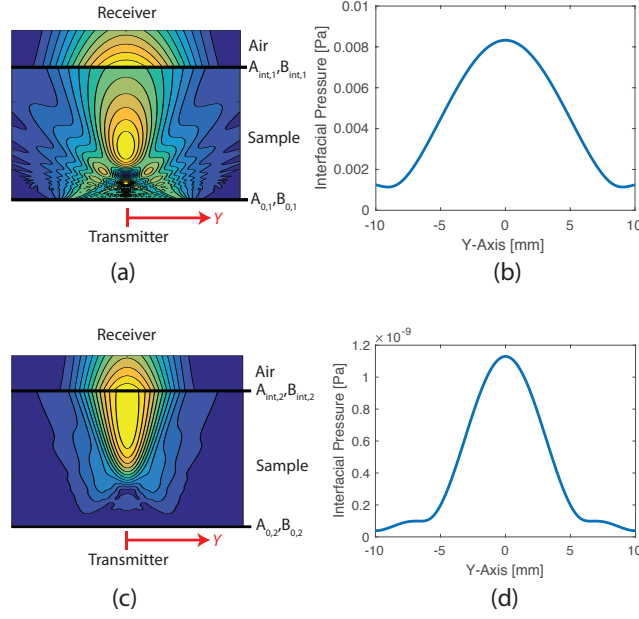 Receiver
Air
A_int,1,B_int,1
Sample
A_0,1,B_0,1
Y
Transmitter
(a)
0.01
0.008
0.006
0.004
0.002
0
Interfacial Pressure [Pa]
-10 -5 0 5 10
Y-Axis [mm]
(b)
Receiver
Air
A_int,2,B_int,2
Sample
A_0,2,B_0,2
Y
Transmitter
(c)
× 10^-9
1.2
1
0.8
0.6
0.4
0.2
0
Interfacial Pressure [Pa]
-10 -5 0 5 10
Y-Axis [mm]
(d)